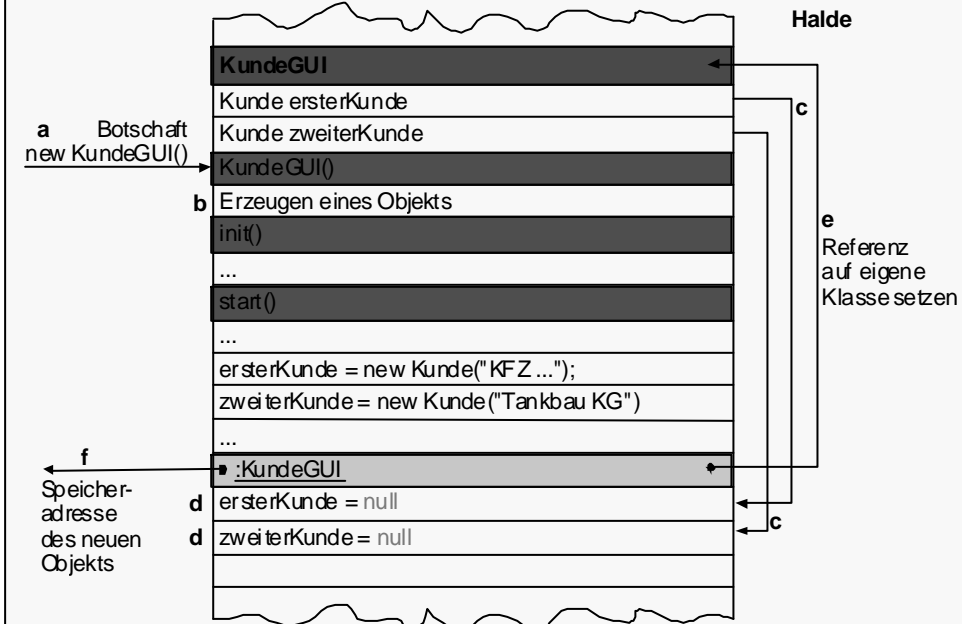 Halde
KundeGUI
Kunde ersterKunde
c
a Botschaft
new KundeGUI()
Kunde zweiterKunde
KundeGUI()
b Erzeugen eines Objekts
init()
e
Referenz
auf eigene
Klasse setzen
...
start()
...
ersterKunde = new Kunde("KFZ ...");
zweiterKunde = new Kunde("Tankbau KG")
...
f
:KundeGUI
Speicher-
adresse
des neuen
Objekts
d ersterKunde = null
d zweiterKunde = null
c